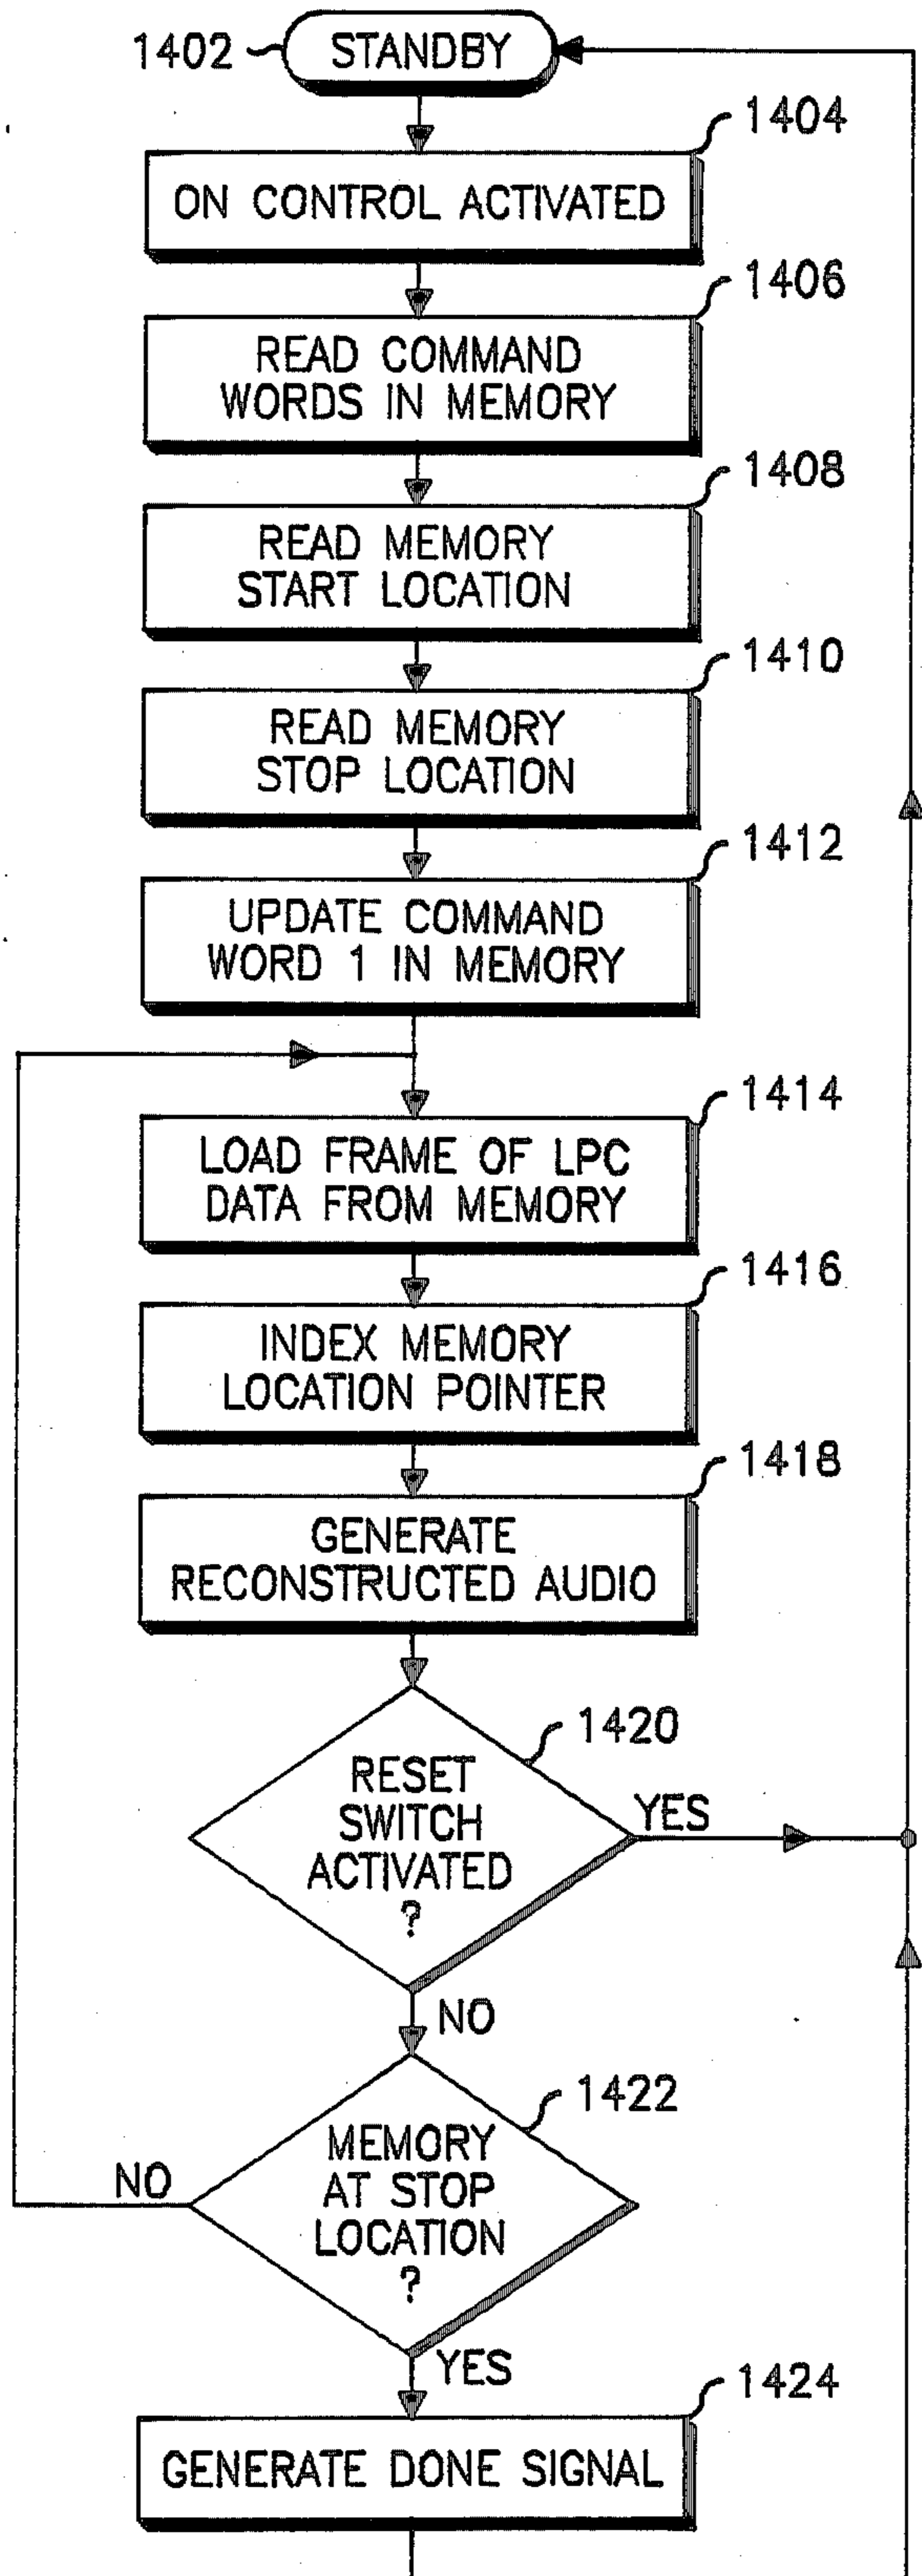 1402
STANDBY
1404
ON CONTROL ACTIVATED
1406
READ COMMAND
WORDS IN MEMORY
1408
READ MEMORY
START LOCATION
1410
READ MEMORY
STOP LOCATION
1412
UPDATE COMMAND
WORD 1 IN MEMORY
1414
LOAD FRAME OF LPC
DATA FROM MEMORY
1416
INDEX MEMORY
LOCATION POINTER
1418
GENERATE
RECONSTRUCTED AUDIO
1420
RESET
SWITCH
ACTIVATED
?
YES
NO
1422
MEMORY
AT STOP
LOCATION
?
NO
YES
1424
GENERATE DONE SIGNAL